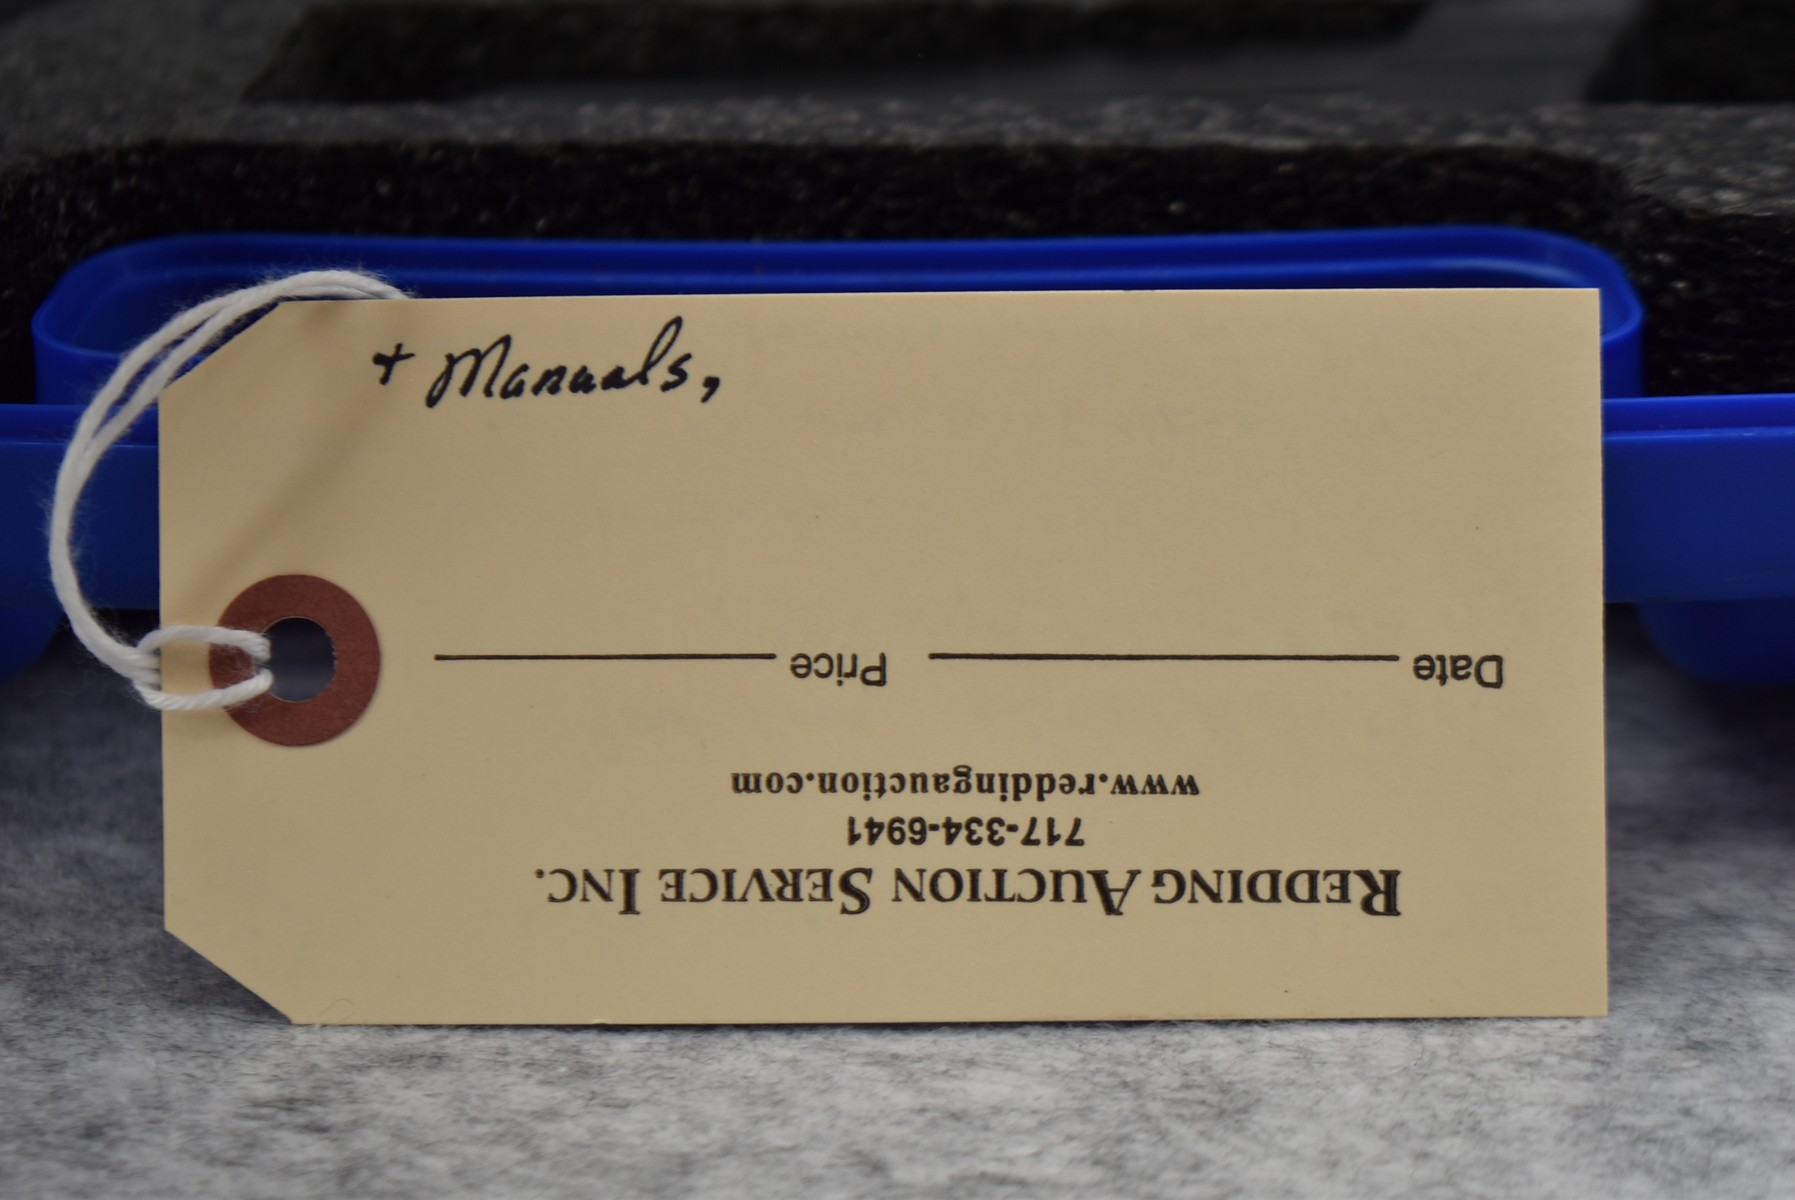 + Manuals,
REDDING AUCTION SERVICE INC.
717-334-6941
www.reddingauction.com
Date Price